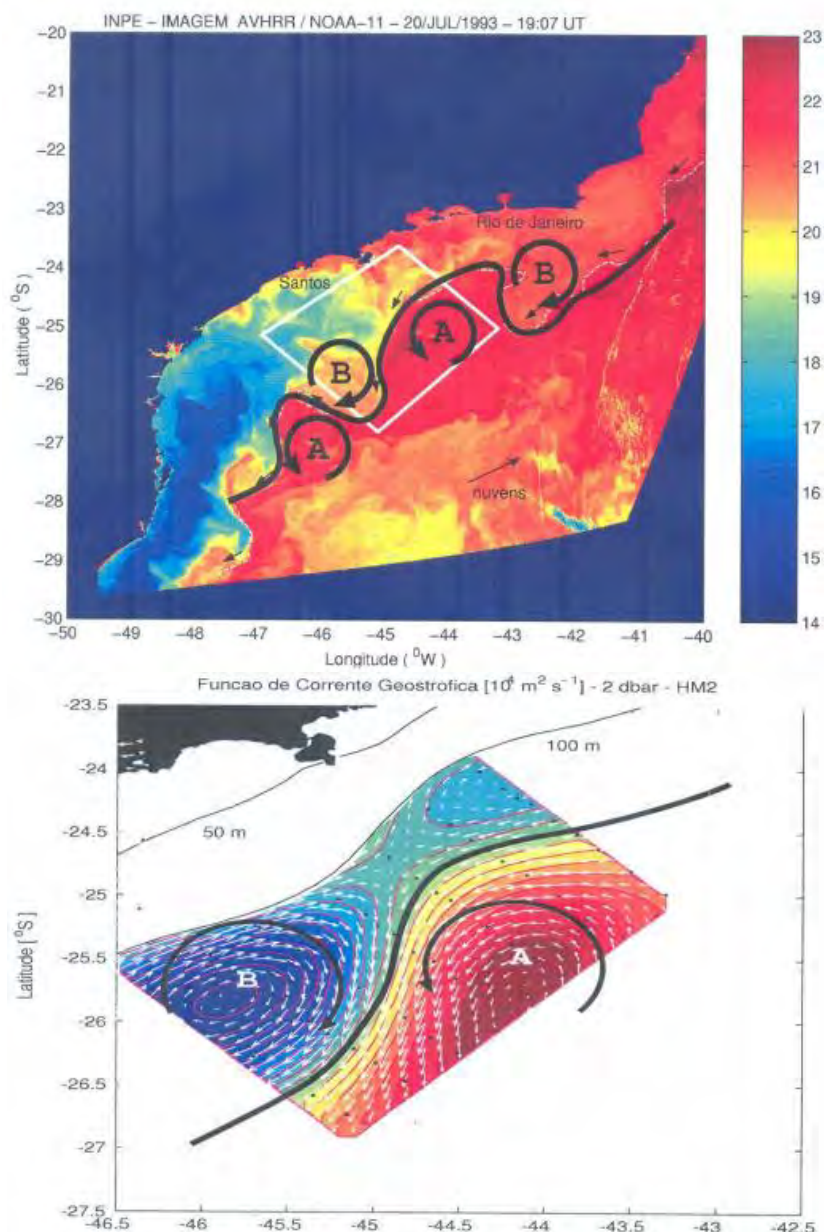 INPE – IMAGEM AVHRR / NOAA–11 – 20/JUL/1993 – 19:07 UT
–20
–21
–22
–23
–24
–25
–26
–27
–28
–29
–30
Latitude (°S)
Rio de Janeiro
Santos
B
A
B
A
nuvens
–50 –49 –48 –47 –46 –45 –44 –43 –42 –41 –40
Longitude (°W)
23
22
21
20
19
18
17
16
15
14
Funcao de Corrente Geostrofica [10⁴ m² s⁻¹] - 2 dbar - HM2
-23.5
-24
-24.5
-25
-25.5
-26
-26.5
-27
-27.5
Latitude [°S]
100 m
50 m
B
A
-46.5 -46 -45.5 -45 -44.5 -44 -43.5 -43 -42.5